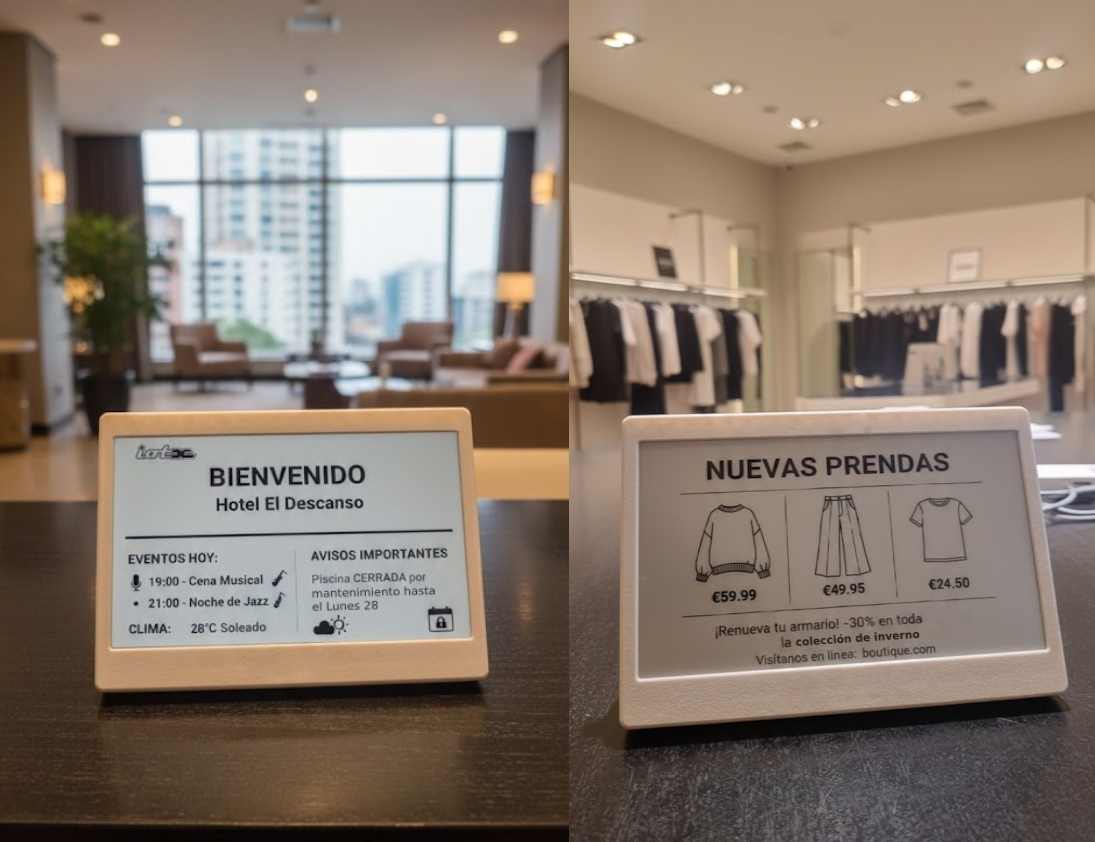 BIENVENIDO
Hotel El Descanso
EVENTOS HOY:
19:00 - Cena Musical
• 21:00 - Noche de Jazz
CLIMA: 28°C Soleado
AVISOS IMPORTANTES
Piscina CERRADA por
mantenimiento hasta
el Lunes 28
NUEVAS PRENDAS
€59.99
€49.95
€24.50
¡Renueva tu armario! -30% en toda
la colección de inverno
Visítanos en línea: boutique.com